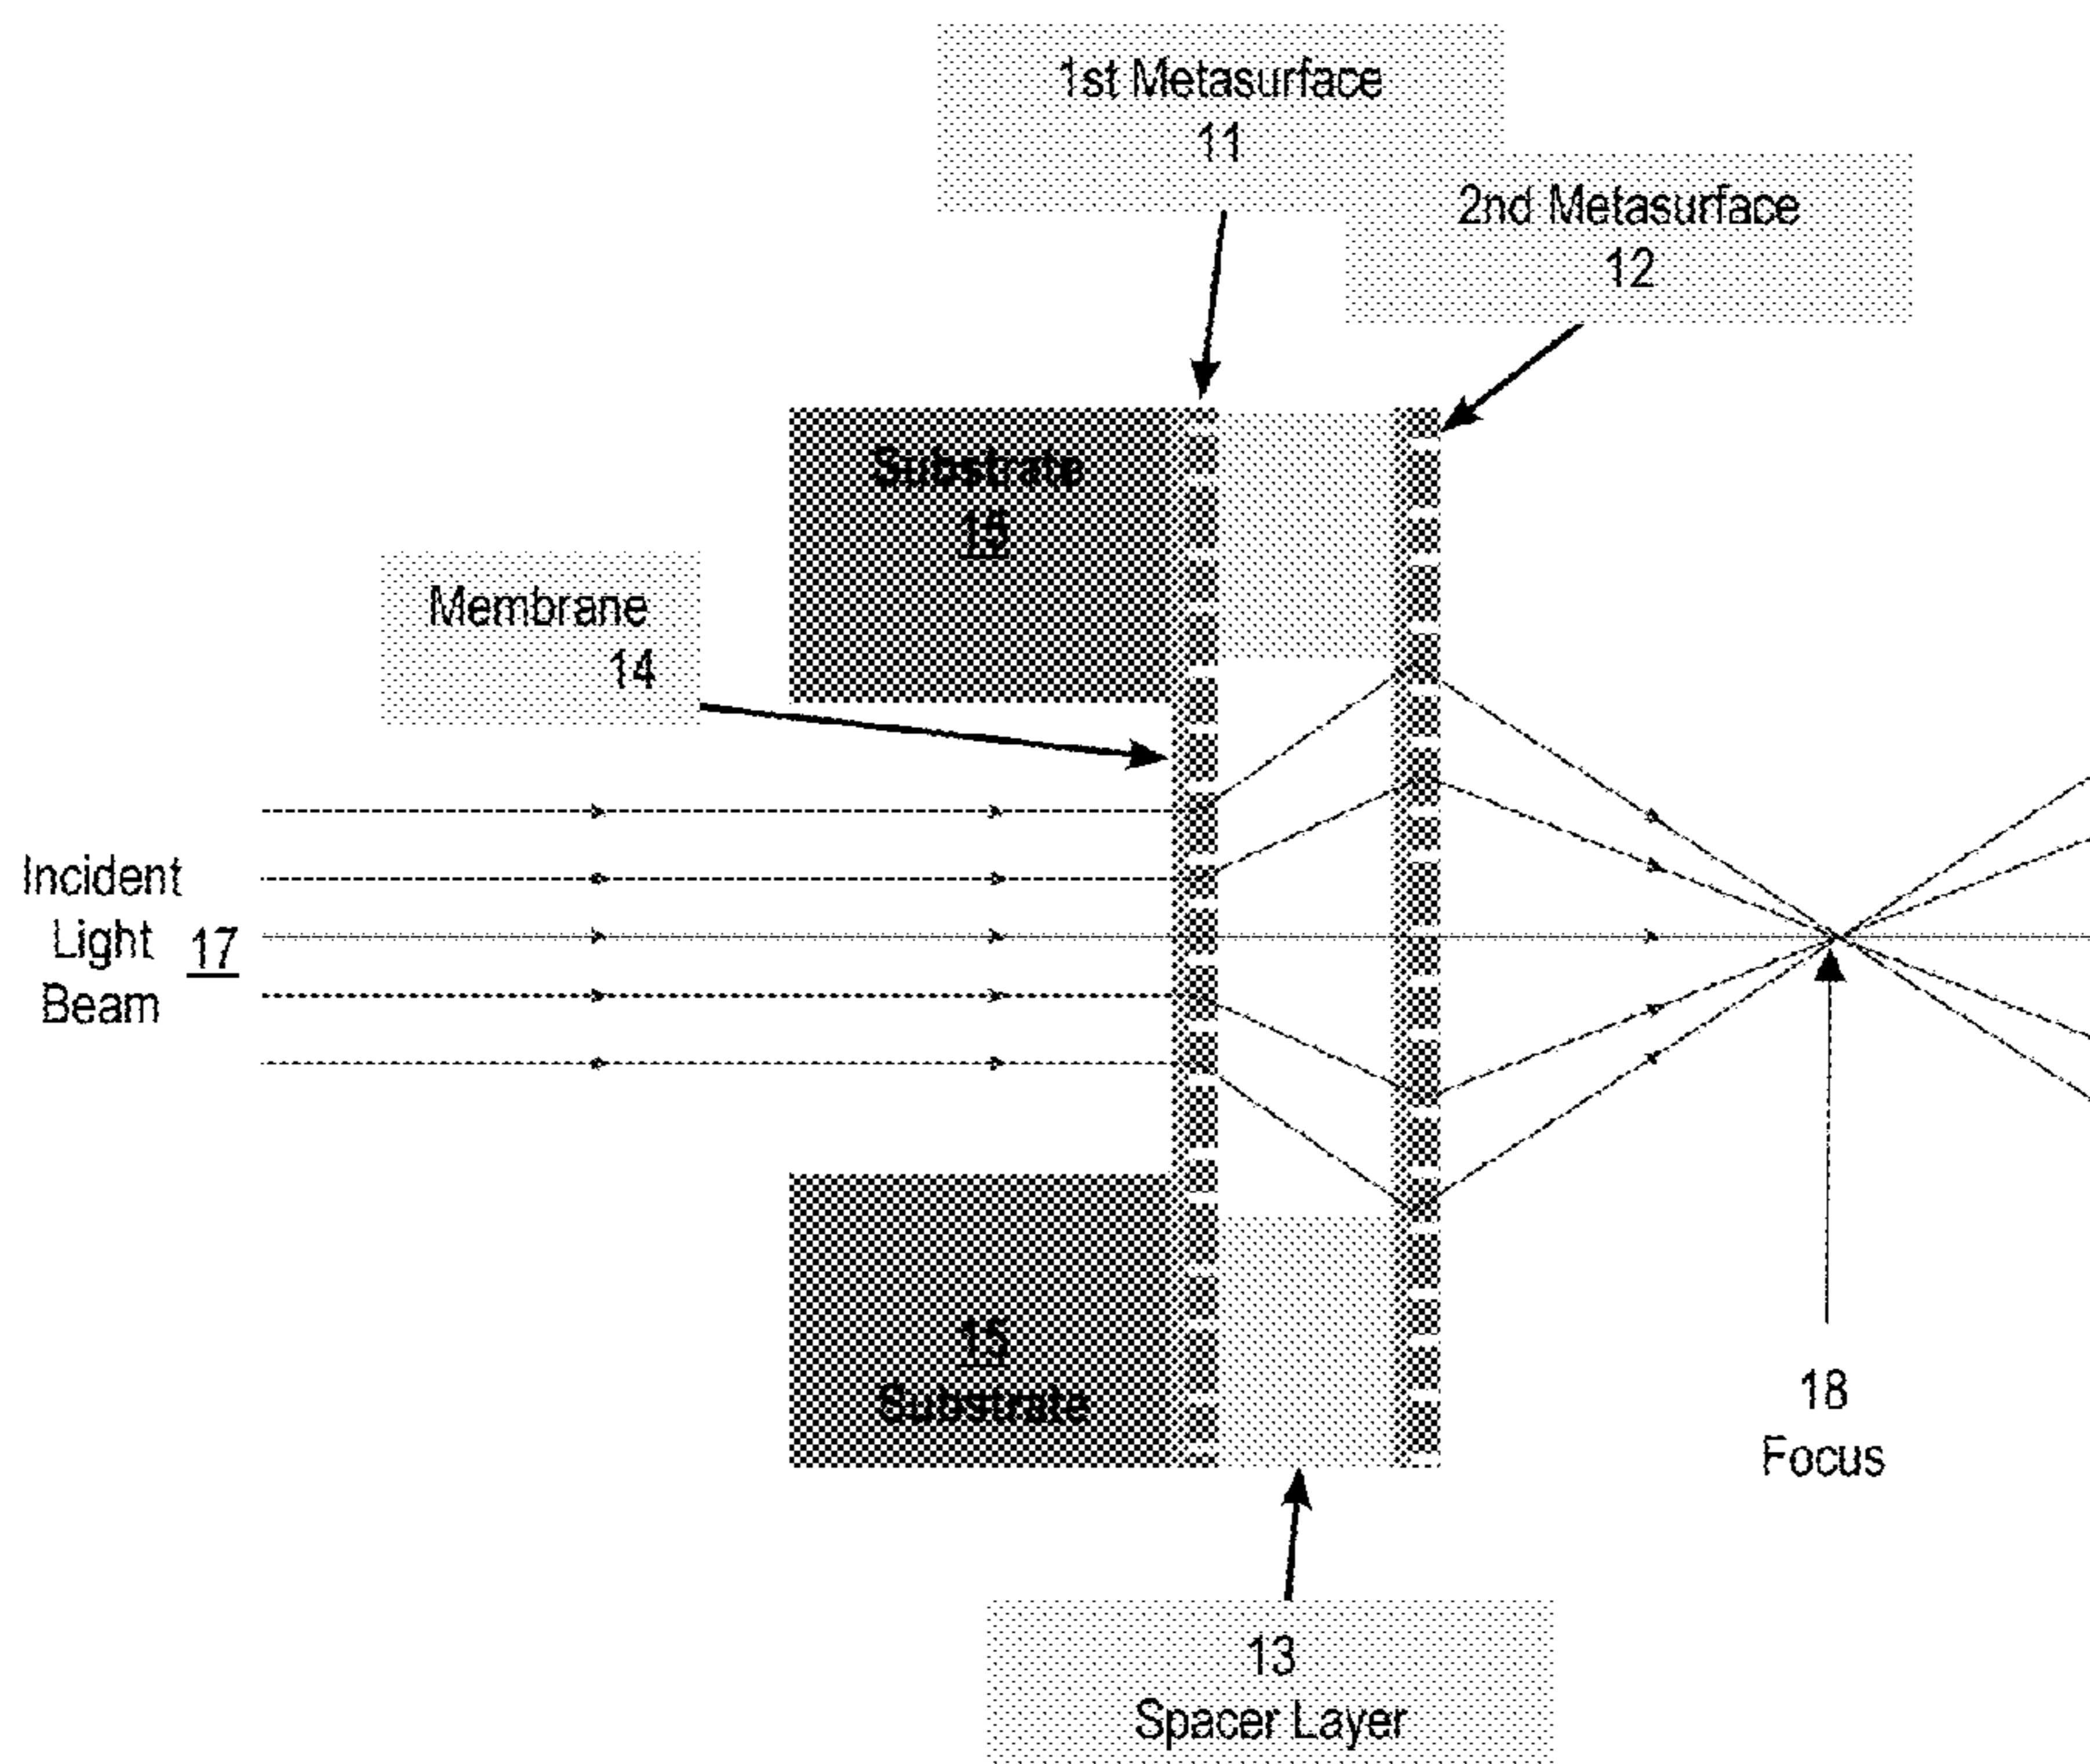 1st Metasurface
11
2nd Metasurface
12
Substrate
15
Membrane
14
Incident
Light
Beam
17
15
Substrate
18
Focus
13
Spacer Layer